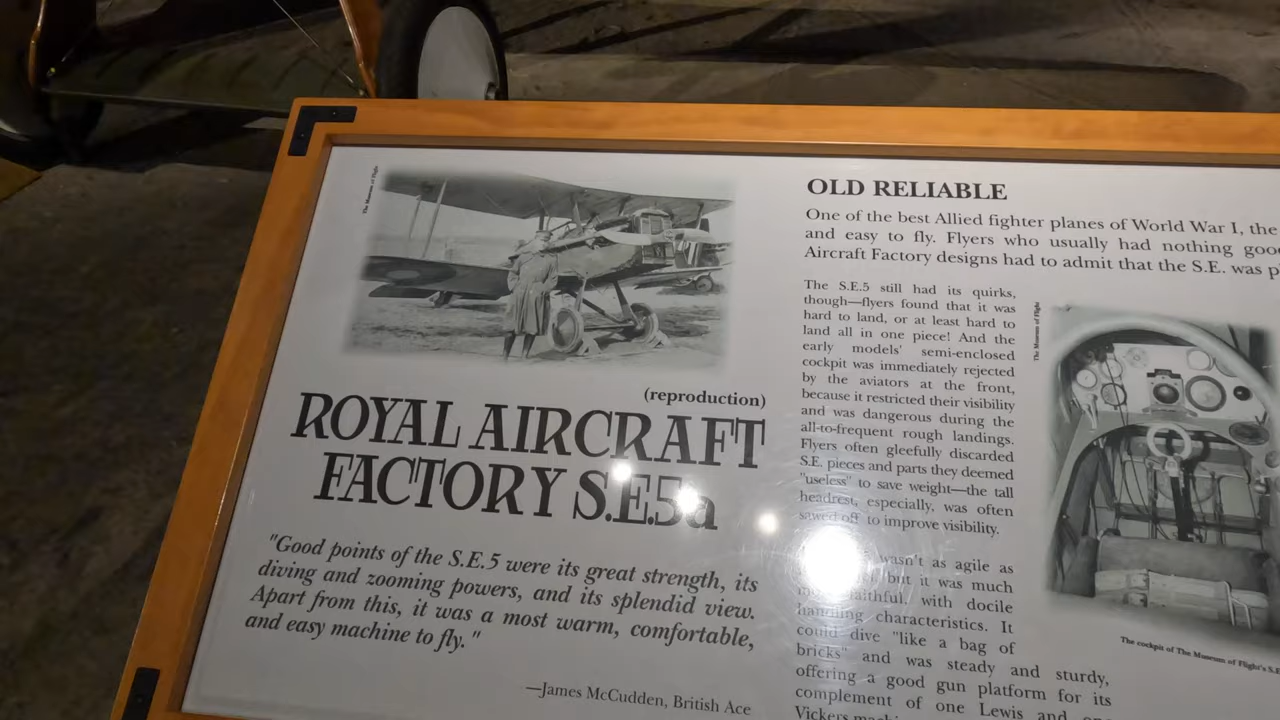 The Museum of Flight
(reproduction)
ROYAL AIRCRAFT
FACTORY S.E.5a
"Good points of the S.E.5 were its great strength, its
diving and zooming powers, and its splendid view.
Apart from this, it was a most warm, comfortable,
and easy machine to fly."
—James McCudden, British Ace
OLD RELIABLE
One of the best Allied fighter planes of World War I, the
and easy to fly. Flyers who usually had nothing
Aircraft Factory designs had to admit that the S.E. was
The S.E.5 still had its quirks,
though—flyers found that it was
hard to land, or at least hard to
land all in one piece! And the
early models' semi-enclosed
cockpit was immediately rejected
by the aviators at the front,
because it restricted their visibility
and was dangerous during the
all-to-frequent rough landings.
Flyers often gleefully discarded
S.E. pieces and parts they deemed
"useless" to save weight—the tall
headrest, especially, was often
sawed off to improve visibility.
wasn't as agile as
but it was much
faithful, with docile
handling characteristics. It
could dive "like a bag of
bricks" and was steady and sturdy,
offering a good gun platform for its
complement of one Lewis and one
Vickers
The Museum of Flight
The cockpit of The Museum of Flight's